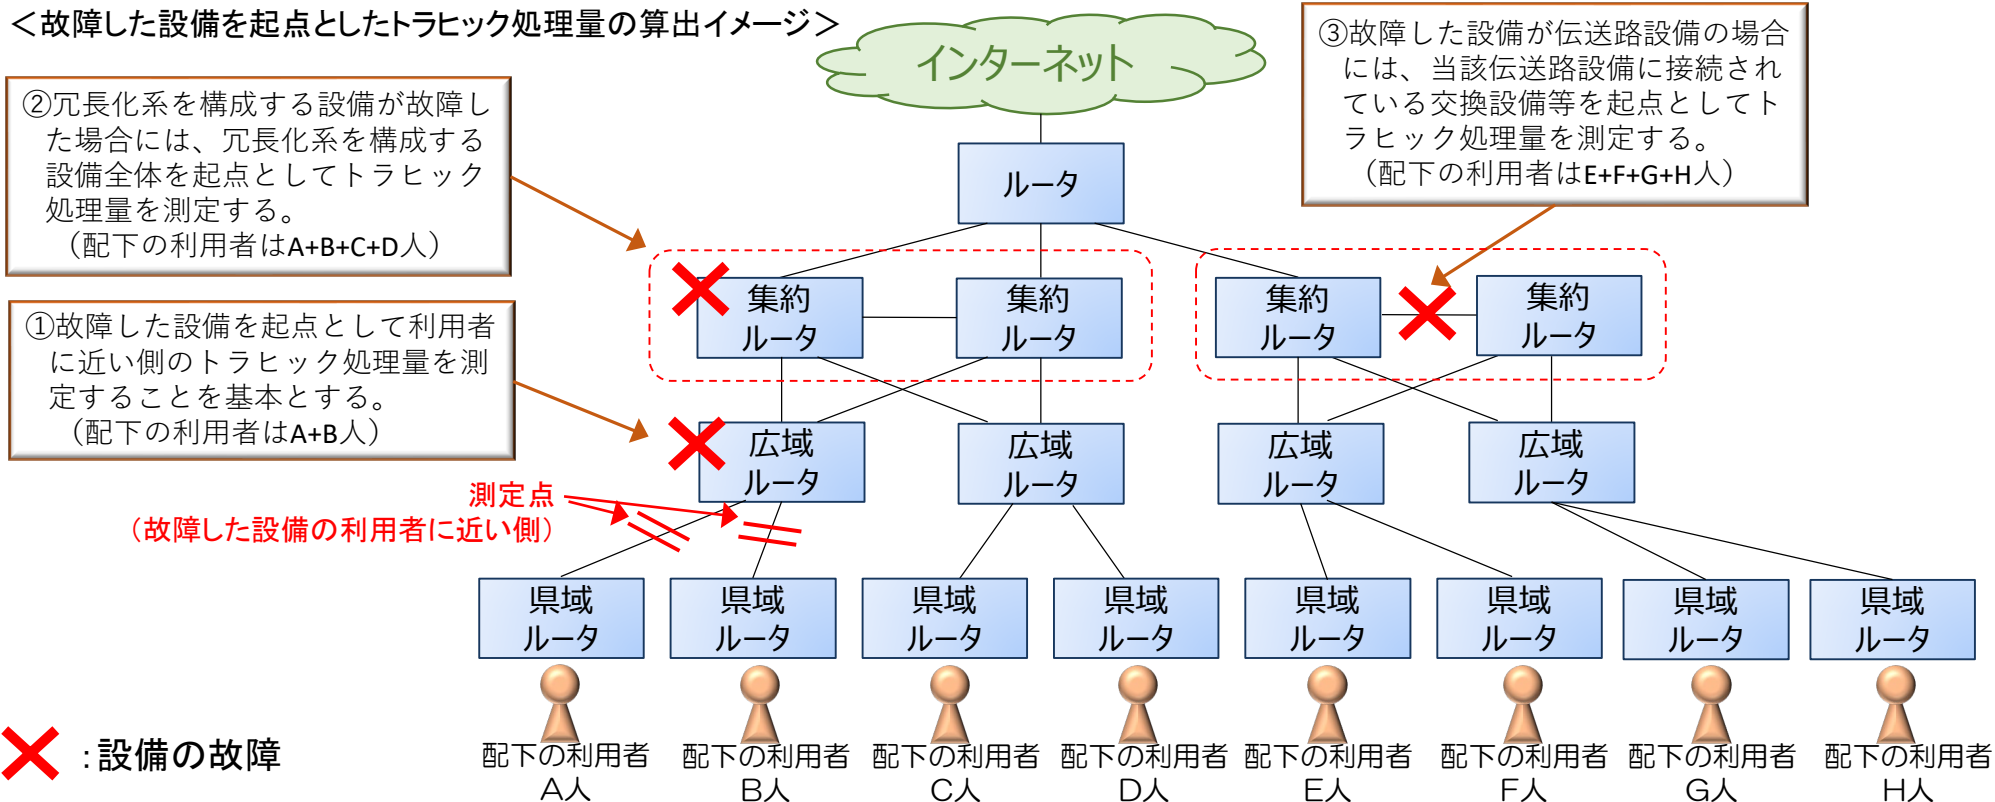 ＜故障した設備を起点としたトラヒック処理量の算出イメージ＞
インターネット
②冗長化系を構成する設備が故障し
た場合には、冗長化系を構成する
設備全体を起点としてトラヒック
処理量を測定する。
（配下の利用者はA+B+C+D人）
③故障した設備が伝送路設備の場合
には、当該伝送路設備に接続され
ている交換設備等を起点としてト
ラヒック処理量を測定する。
（配下の利用者はE+F+G+H人）
①故障した設備を起点として利用者
に近い側のトラヒック処理量を測
定することを基本とする。
（配下の利用者はA+B人）
ルータ
集約
ルータ
集約
ルータ
集約
ルータ
集約
ルータ
広域
ルータ
広域
ルータ
広域
ルータ
広域
ルータ
測定点
（故障した設備の利用者に近い側）
県域
ルータ
県域
ルータ
県域
ルータ
県域
ルータ
県域
ルータ
県域
ルータ
県域
ルータ
県域
ルータ
配下の利用者
A人
配下の利用者
B人
配下の利用者
C人
配下の利用者
D人
配下の利用者
E人
配下の利用者
F人
配下の利用者
G人
配下の利用者
H人
：設備の故障